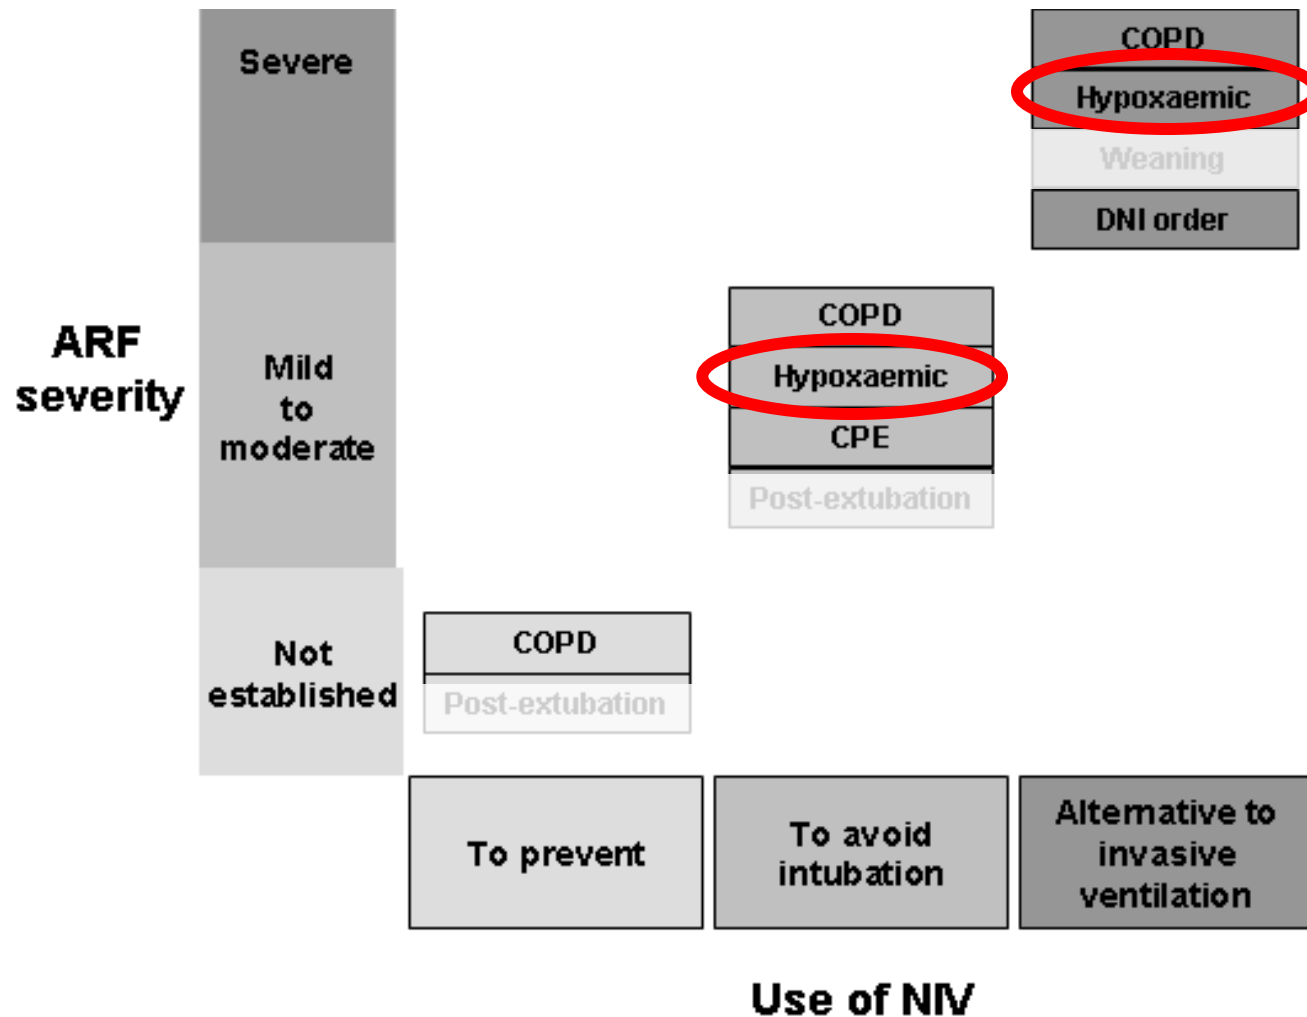 Severe
COPD
Hypoxaemic
Weaning
DNI order
ARF
severity
Mild
to
moderate
COPD
Hypoxaemic
CPE
Post-extubation
Not
established
COPD
Post-extubation
To prevent
To avoid
intubation
Alternative to
invasive
ventilation
Use of NIV